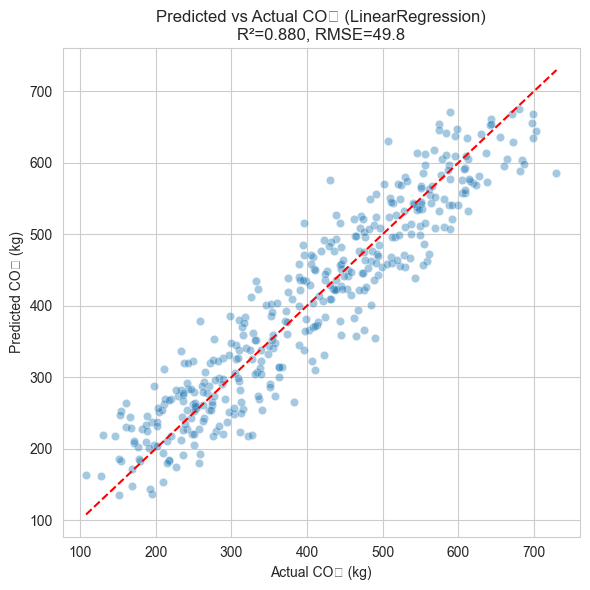 Predicted vs Actual CO▯ (LinearRegression)
R²=0.880, RMSE=49.8
700
600
500
400
300
200
100
Predicted CO▯ (kg)
100 200 300 400 500 600 700
Actual CO▯ (kg)